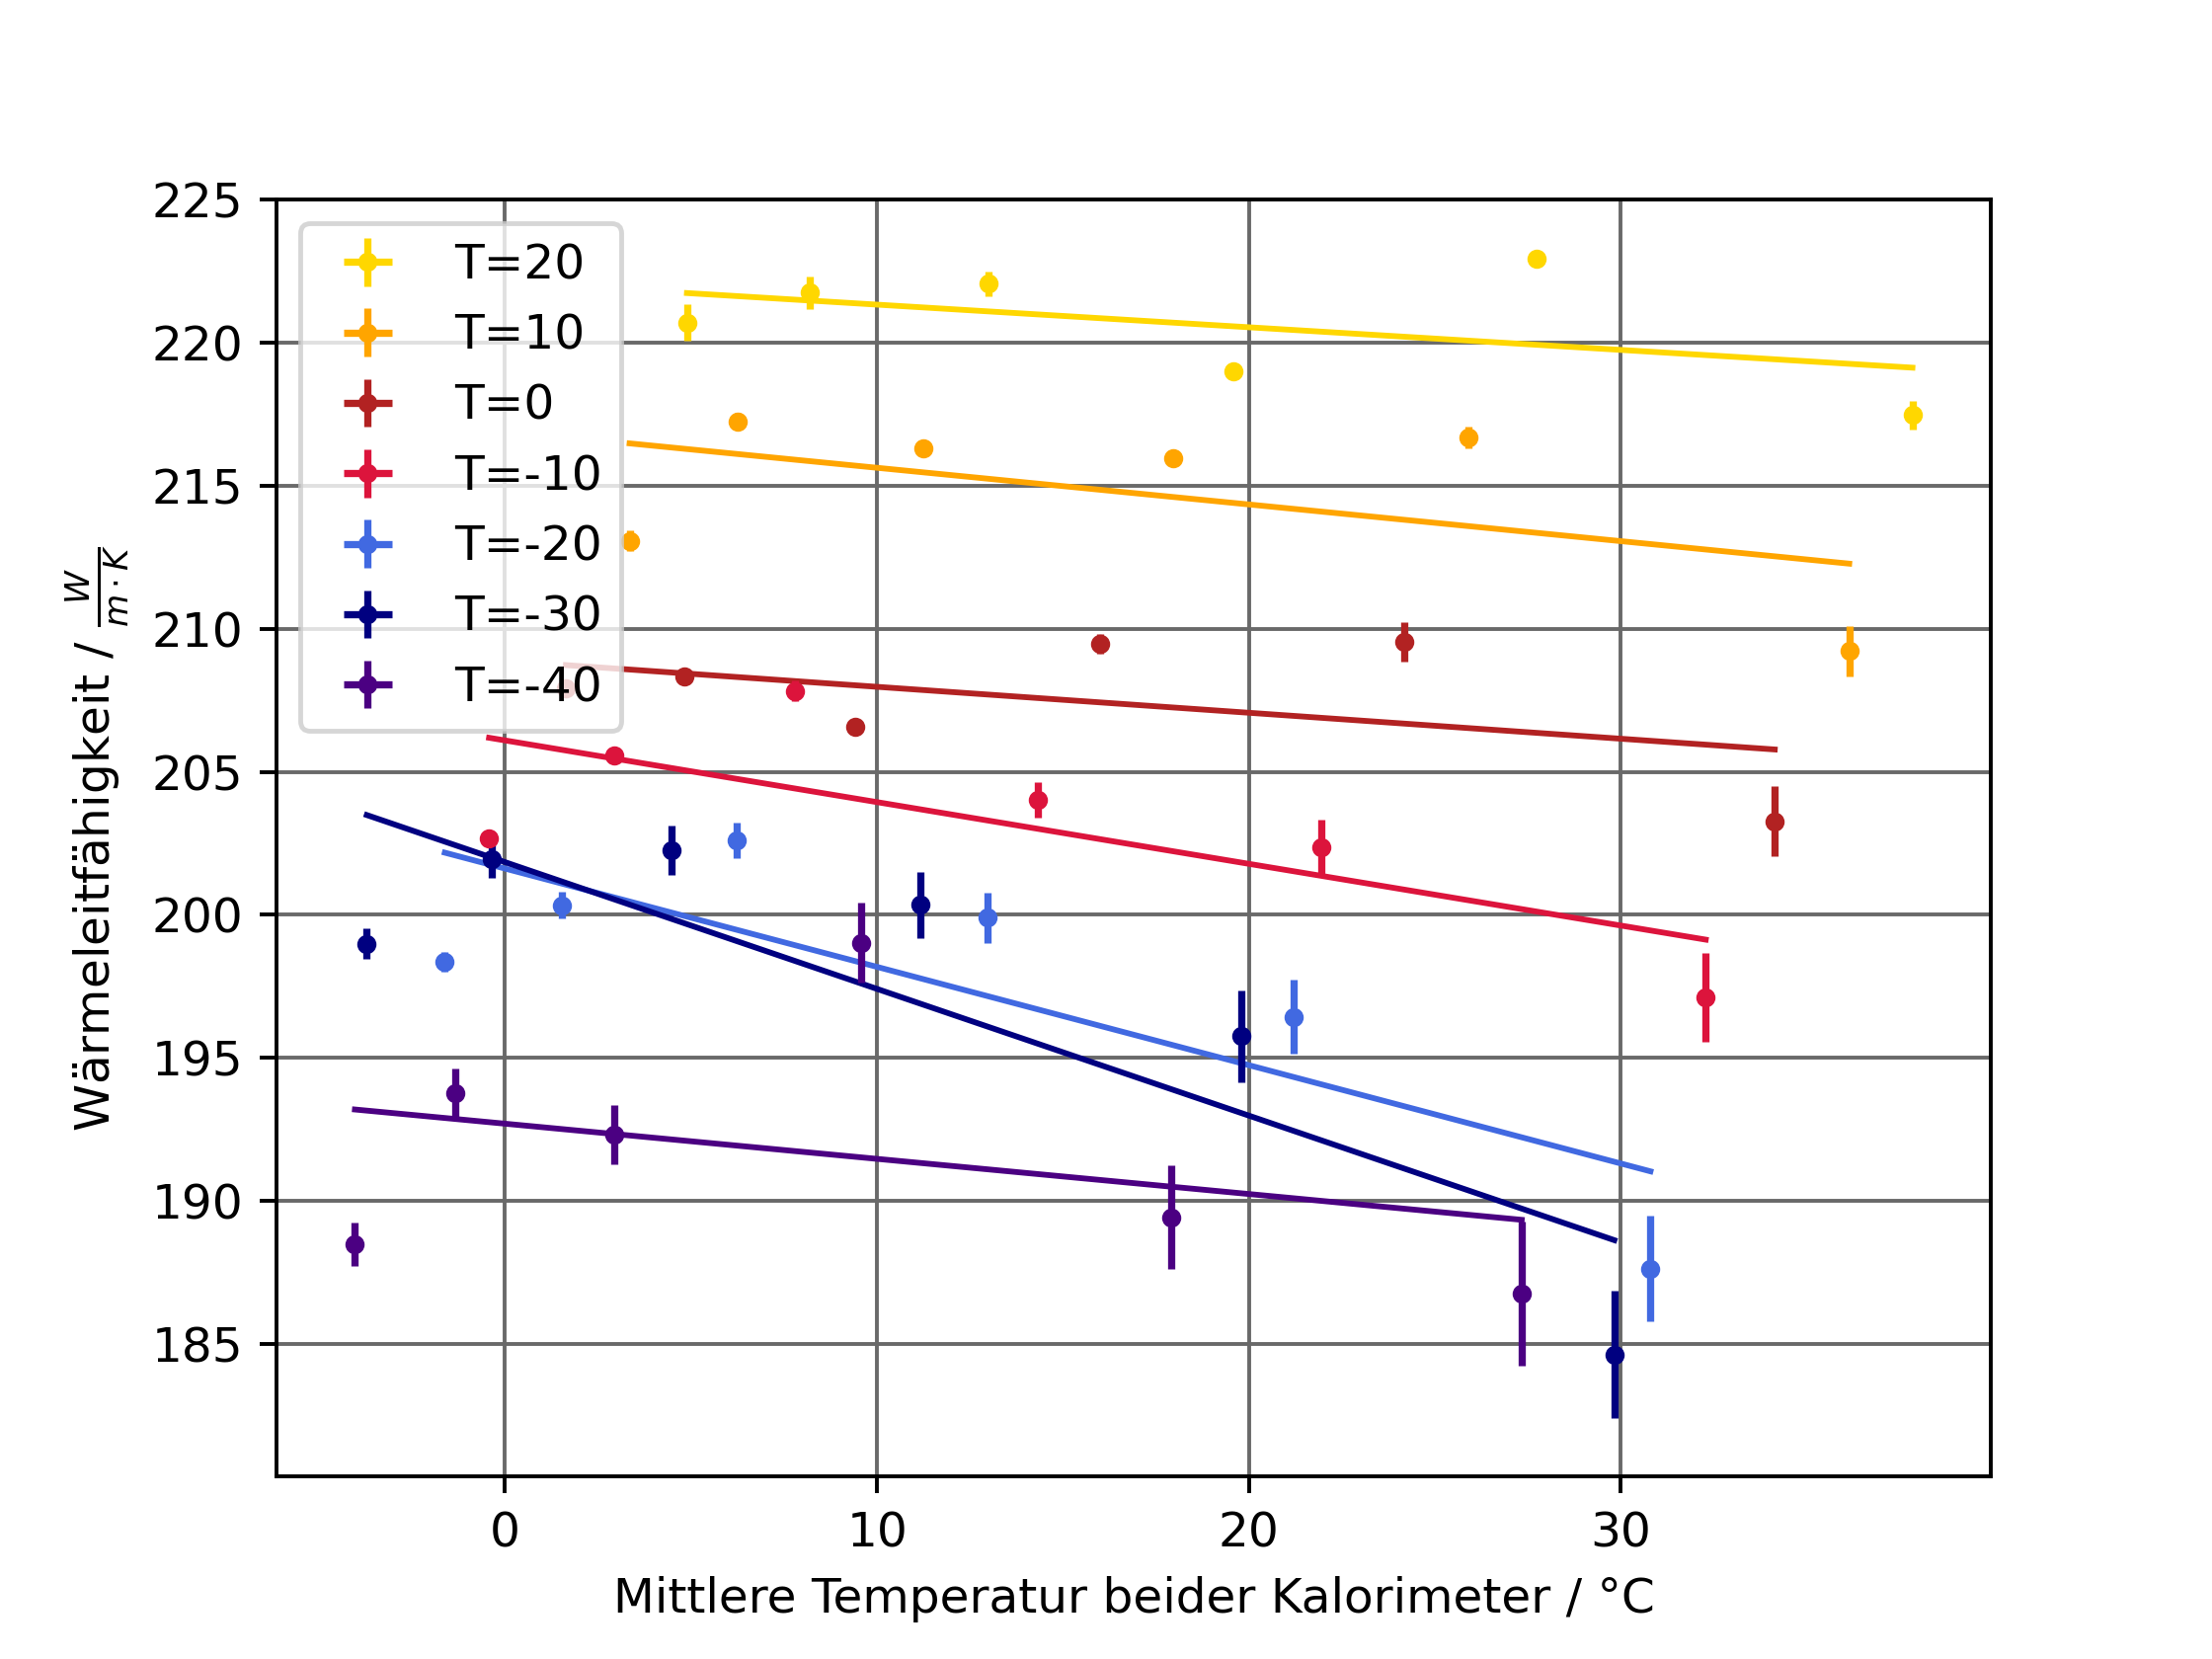 225
220
215
210
205
200
195
190
185
Wärmeleitfähigkeit / W/m·K
T=20
T=10
T=0
T=-10
T=-20
T=-30
T=-40
0 10 20 30
Mittlere Temperatur beider Kalorimeter / °C